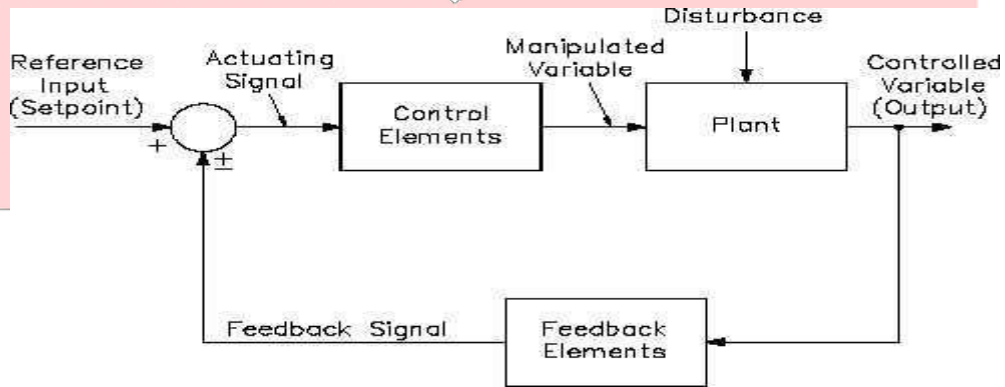 Disturbance
Reference
Input
(Setpoint)
Actuating
Signal
Manipulated
Variable
Controlled
Variable
(Output)
Control
Elements
Plant
+
±
Feedback Signal
Feedback
Elements